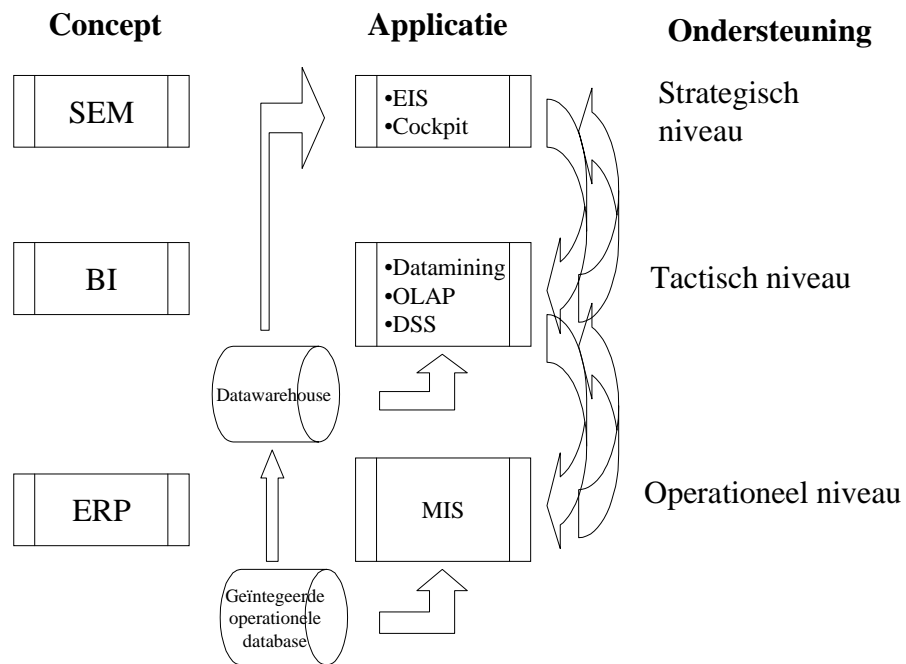 Concept
Applicatie
Ondersteuning
SEM
•EIS
•Cockpit
Strategisch
niveau
BI
•Datamining
•OLAP
•DSS
Tactisch niveau
Datawarehouse
ERP
MIS
Operationeel niveau
Geïntegeerde
operationele
database